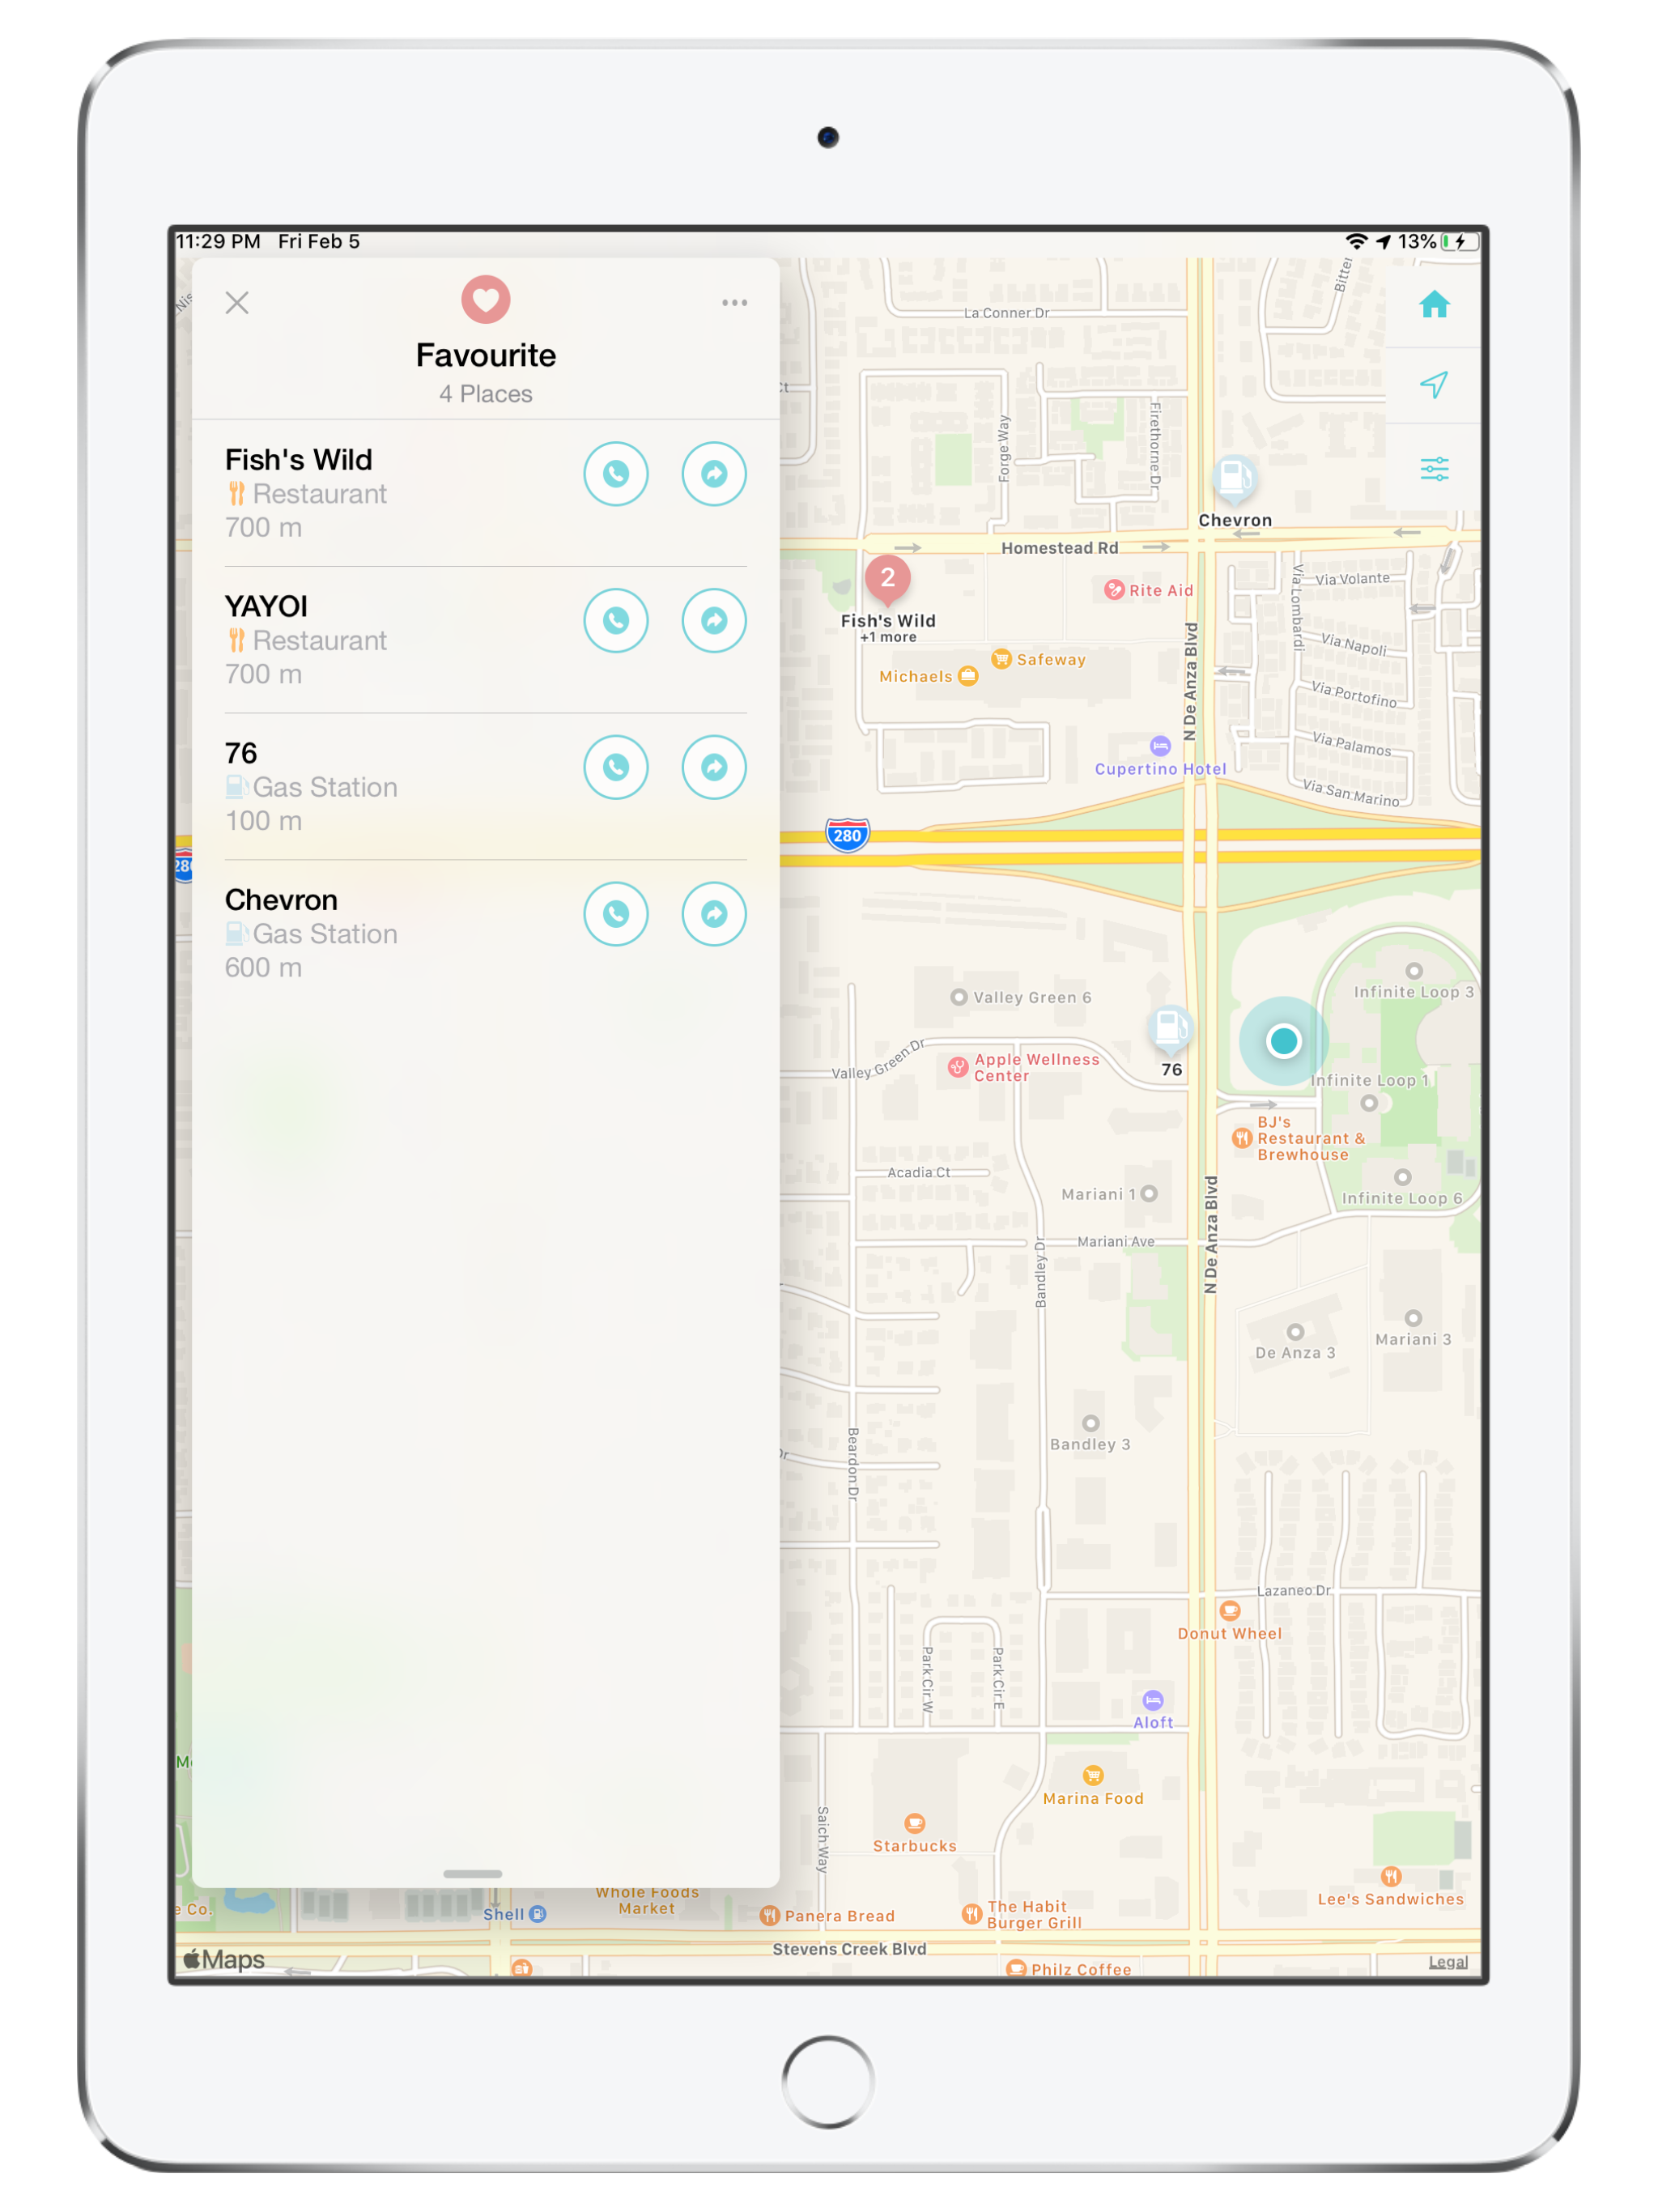 11:29 PM Fri Feb 5
13%
Favourite
4 Places
Fish's Wild
Restaurant
700 m
YAYOI
Restaurant
700 m
76
Gas Station
100 m
Chevron
Gas Station
600 m
La Conner Dr
Bitter
Forge Way
Firethorne Dr
Chevron
Homestead Rd
2
Fish's Wild
+1 more
Rite Aid
Michaels
Safeway
N De Anza Blvd
Via Lombardi
Via Volante
Via Napoli
Via Portofino
Via Palamos
Via San Marino
Cupertino Hotel
280
Valley Green 6
Valley Green Dr
Apple Wellness
Center
76
Infinite Loop 3
Infinite Loop 1
BJ's
Restaurant &
Brewhouse
Infinite Loop 6
Acadia Ct
Mariani 1
Mariani Ave
N De Anza Blvd
Bandley Dr
De Anza 3
Mariani 3
Bandley 3
Beardon Dr
Lazaneo Dr
Donut Wheel
Park Cir W
Park Cir E
Aloft
Marina Food
Starbucks
Saich Way
Lee's Sandwiches
e Co.
Shell
Whole Foods
Market
Panera Bread
The Habit
Burger Grill
Stevens Creek Blvd
Maps
Philz Coffee
Legal